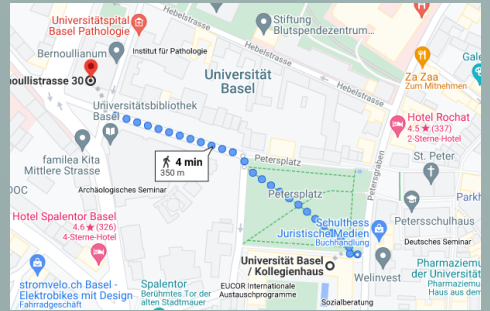 Universitätspital
Basel Pathologie
Bernoullianum
Institut für Pathologie
noullistrasse 30
Universitätsbibliothek
Basel
Universität
Basel
Stiftung
Blutspendezentrum...
Hebelstrasse
Hebelstrasse
Gale
Za Zaa
Zum Mitnehmen
Hotel Rochat
4.5★ (337)
2-Sterne-Hotel
4 min
350 m
familea Kita
Mittlere Strasse
DOC
Archäologisches Seminar
Petersplatz
Petersplatz
Petersgraben
St. Peter
Parkh
Petersschulhaus
Deutsches Seminar
Hotel Spalentor Basel
4.6★ (326)
4-Sterne-Hotel
Schulthess
Juristische Medien
Buchhandlung
Universität Basel
/ Kollegienhaus
Welinvest
Pharmaziemu
der Universität
Pharmaziemu
Haus aus dem
stromvelo.ch Basel -
Elektrobikes mit Design
Fahrradgeschäft
Spalentor
Berühmtes Tor der
alten Stadtmauer
EUCOR Internationale
Austauschprogramme
Sozialberatung